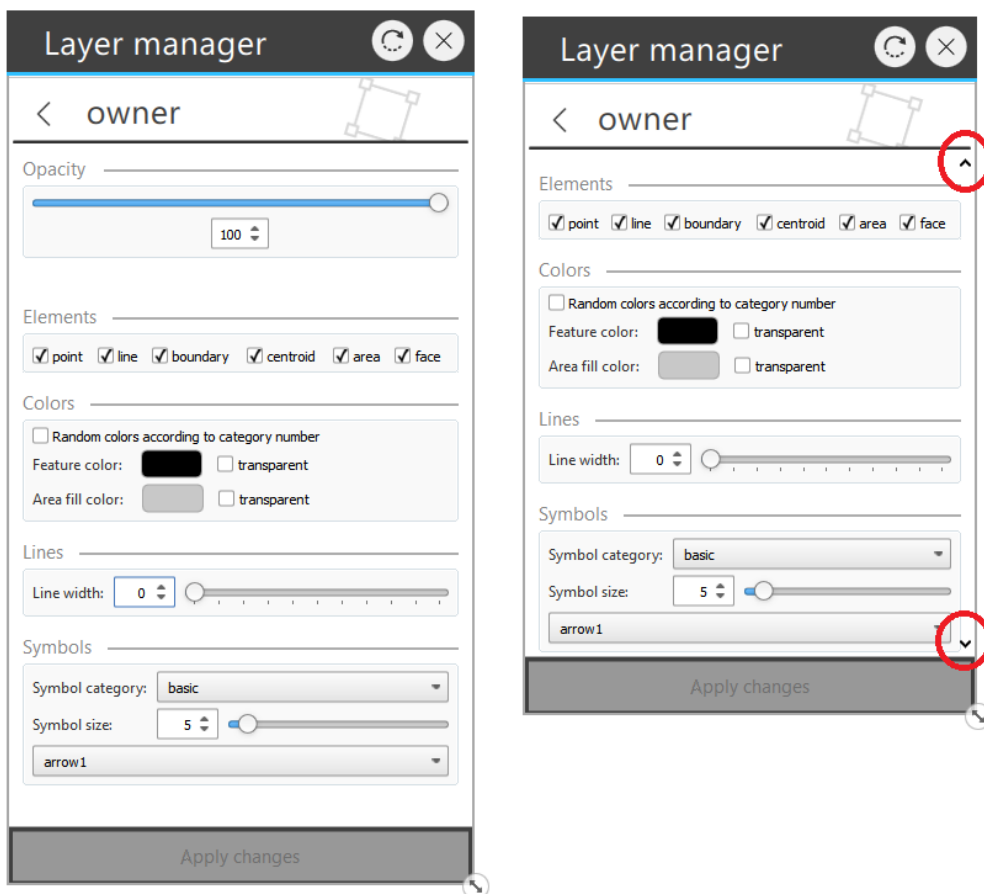 Layer manager
owner
Opacity
100
Elements
point line boundary centroid area face
Colors
Random colors according to category number
Feature color: transparent
Area fill color: transparent
Lines
Line width: 0
Symbols
Symbol category: basic
Symbol size: 5
arrow1
Apply changes
Layer manager
owner
Elements
point line boundary centroid area face
Colors
Random colors according to category number
Feature color: transparent
Area fill color: transparent
Lines
Line width: 0
Symbols
Symbol category: basic
Symbol size: 5
arrow1
Apply changes